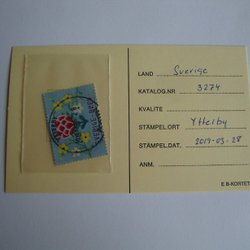 LAND Sverige
KATALOG.NR 3274
KVALITE
STÄMPEL.ORT Ytterby
STÄMPEL.DAT. 2019-03-28
ANM.
E B-KORTET